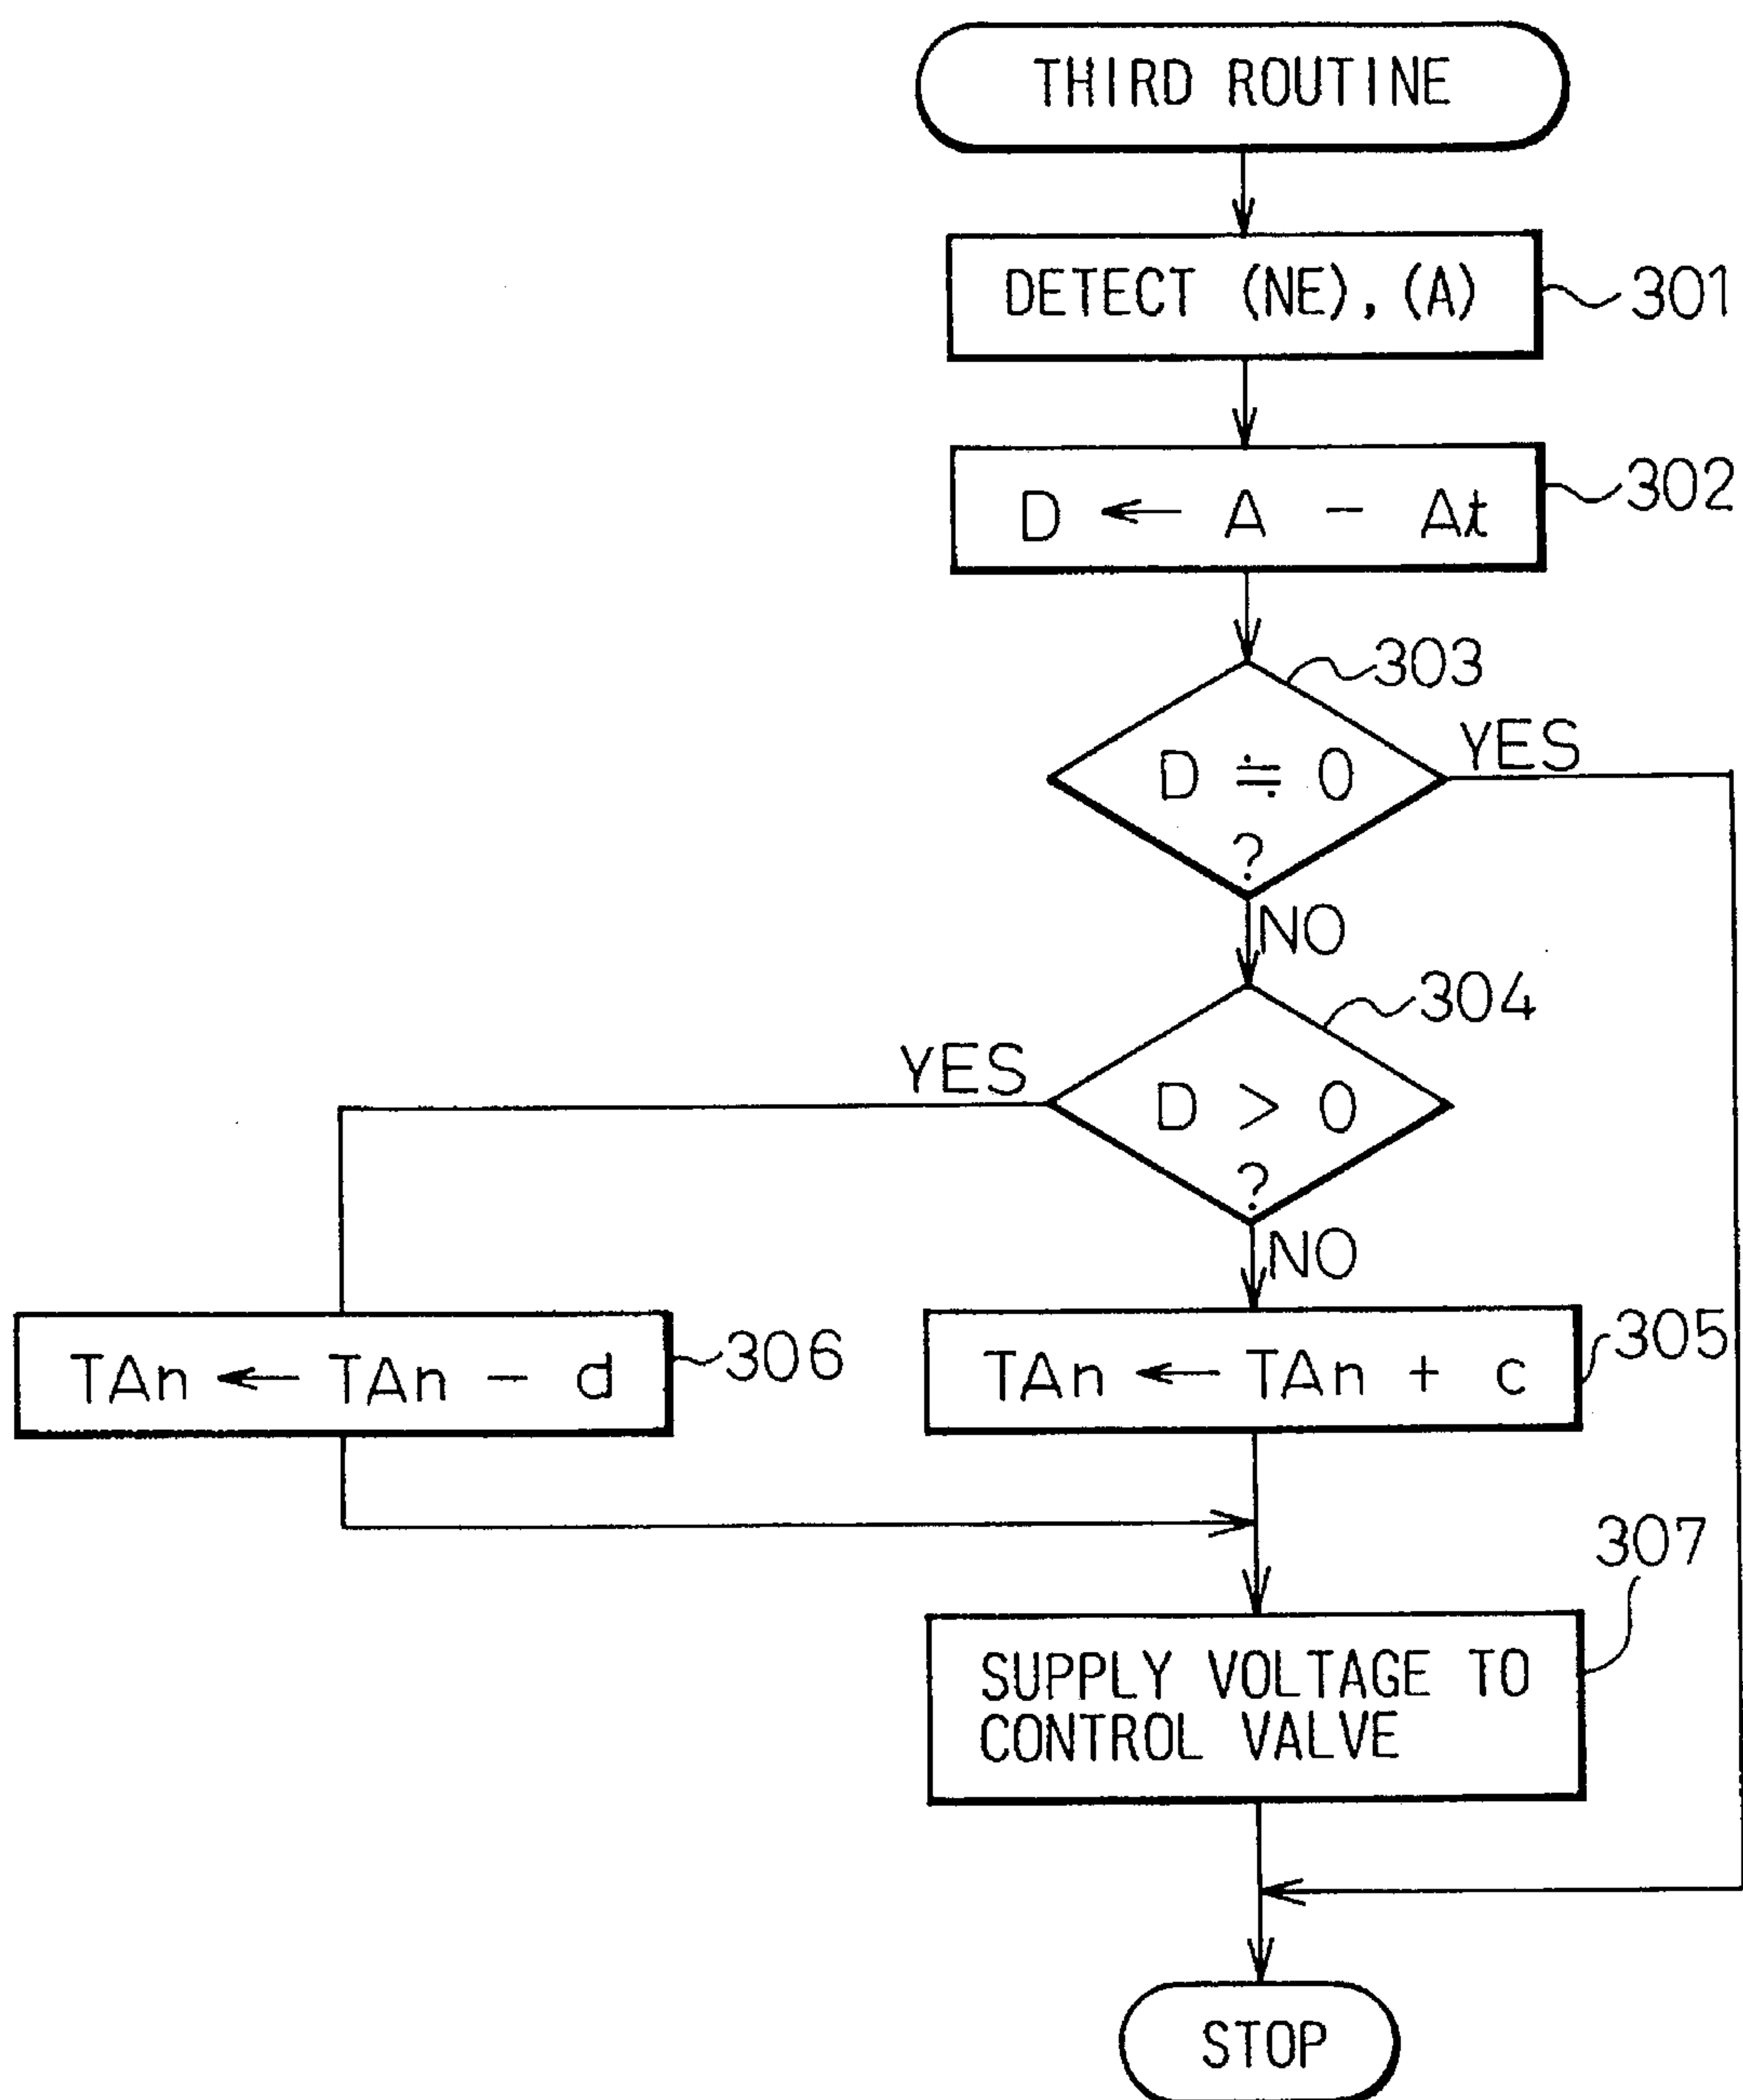 THIRD ROUTINE
DETECT (NE), (A)
301
D ← A - At
302
303
D ≒ 0
?
YES
NO
304
YES
D > 0
?
NO
TAn ← TAn - d
306
TAn ← TAn + c
305
307
SUPPLY VOLTAGE TO
CONTROL VALVE
STOP